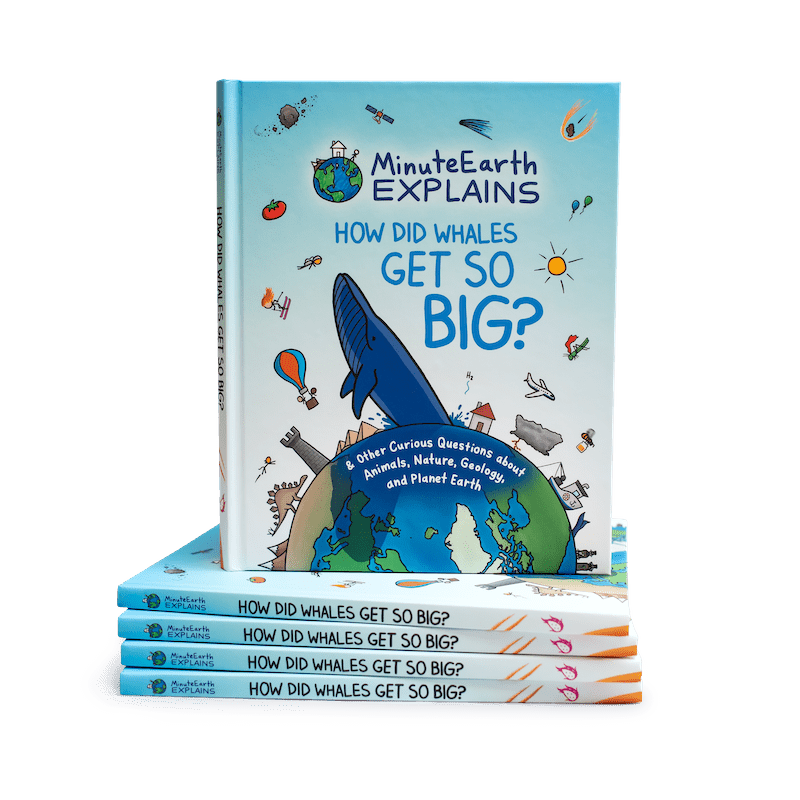 MinuteEarth
EXPLAINS
HOW DID WHALES
GET SO
BIG?
H₂
& Other Curious Questions about
Animals, Nature, Geology,
and Planet Earth
HOW DID WHALES GET SO BIG?
MinuteEarth
EXPLAINS
HOW DID WHALES GET SO BIG?
MinuteEarth
EXPLAINS
HOW DID WHALES GET SO BIG?
MinuteEarth
EXPLAINS
HOW DID WHALES GET SO BIG?
MinuteEarth
EXPLAINS
HOW DID WHALES GET SO BIG?